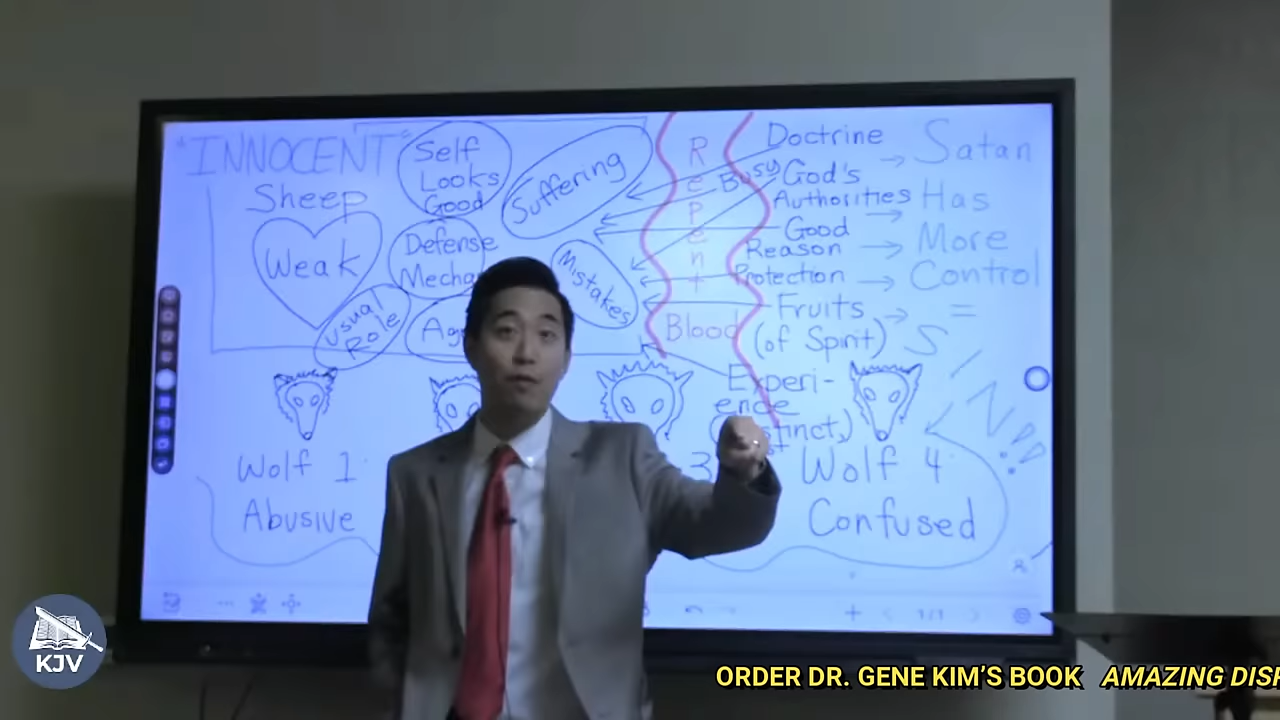 "INNOCENT"
Sheep
Weak
Self
Looks
Good
Suffering
Defense
Usual
Role
Mistakes
R
e
p
e
n
t
Blood
Busy
Doctrine
God's
Authorities
Good
Reason
Protection
Fruits
(of Spirit)
Experi-
ence
Satan
Has
More
Control
=
S
Wolf 1
Abusive
3
Wolf 4
Confused
KJV
ORDER DR. GENE KIM'S BOOK AMAZING